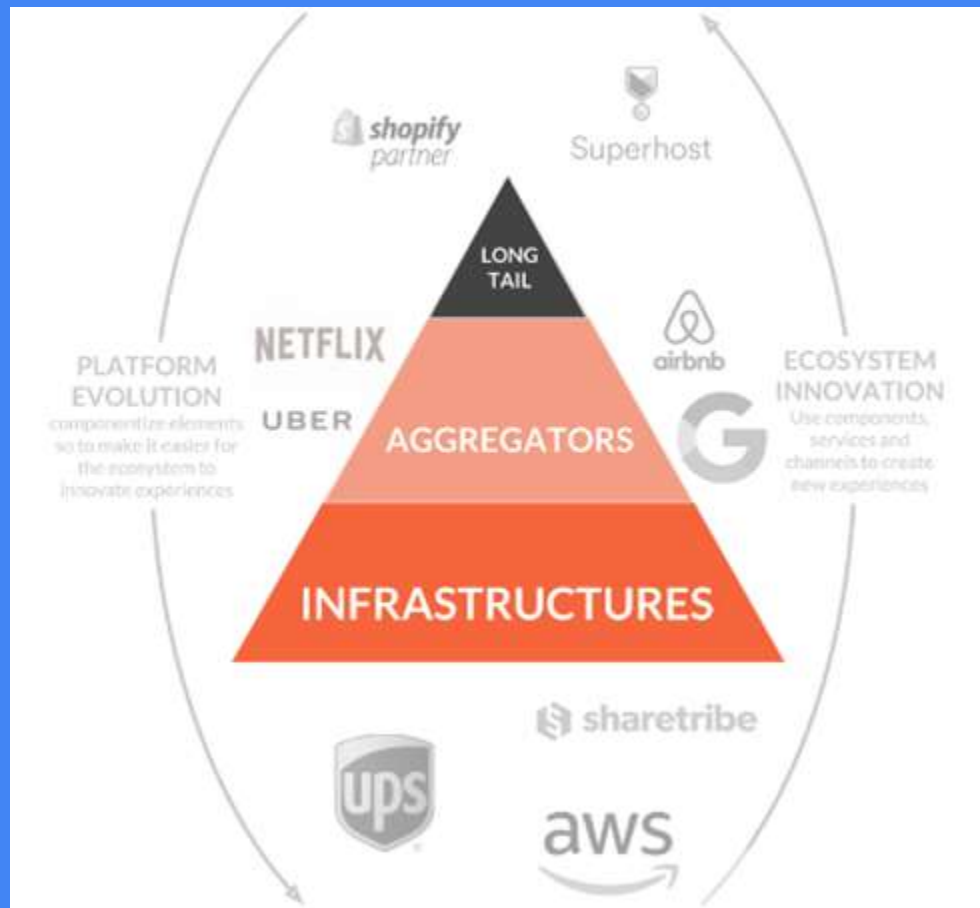 shopify
partner
Superhost
LONG
TAIL
NETFLIX
airbnb
PLATFORM
EVOLUTION
componentize elements
so to make it easier for
the ecosystem to
innovate experiences
ECOSYSTEM
INNOVATION
Use components,
services and
channels to create
new experiences
UBER
AGGREGATORS
G
INFRASTRUCTURES
sharetribe
ups
aws